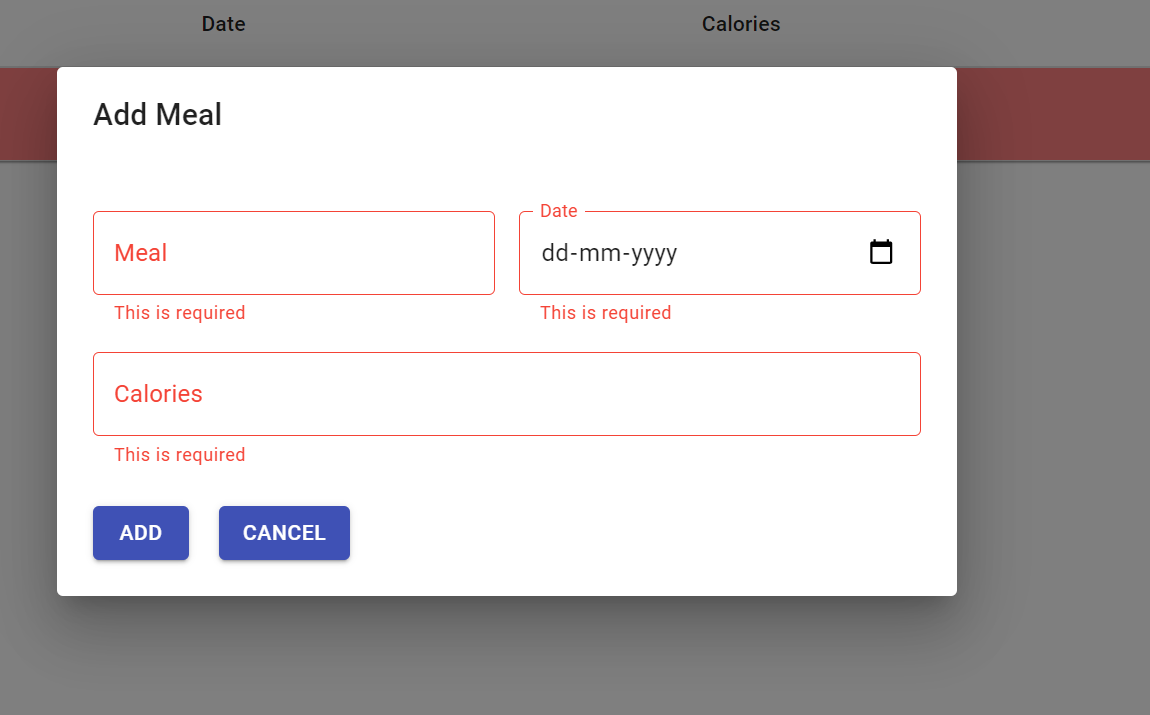 Date Calories
Add Meal
Date
Meal dd-mm-yyyy
This is required This is required
Calories
This is required
ADD CANCEL